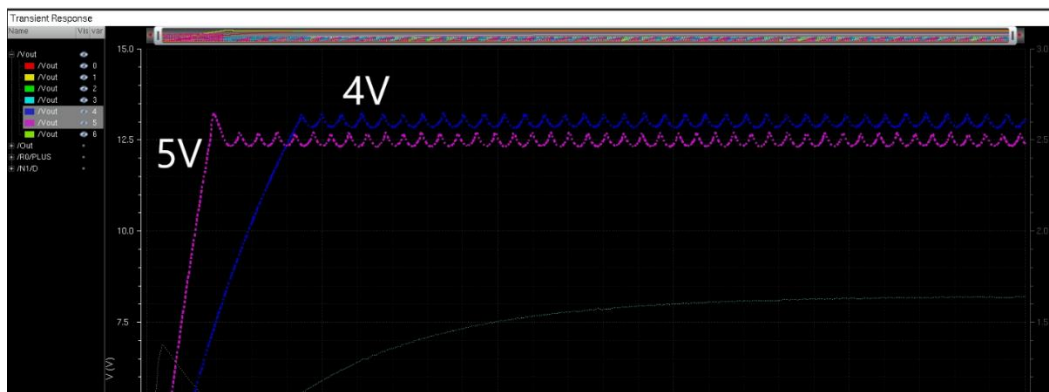 Transient Response
Name Vis var
/Vout
/Vout 0
/Vout 1
/Vout 2
/Vout 3
/Vout 4
/Vout 5
/Vout 6
/Out
/R0/PLUS
/N1/D
15.0
12.5
10.0
7.5
V (V)
4V
5V
3.0
2.5
2.0
1.5